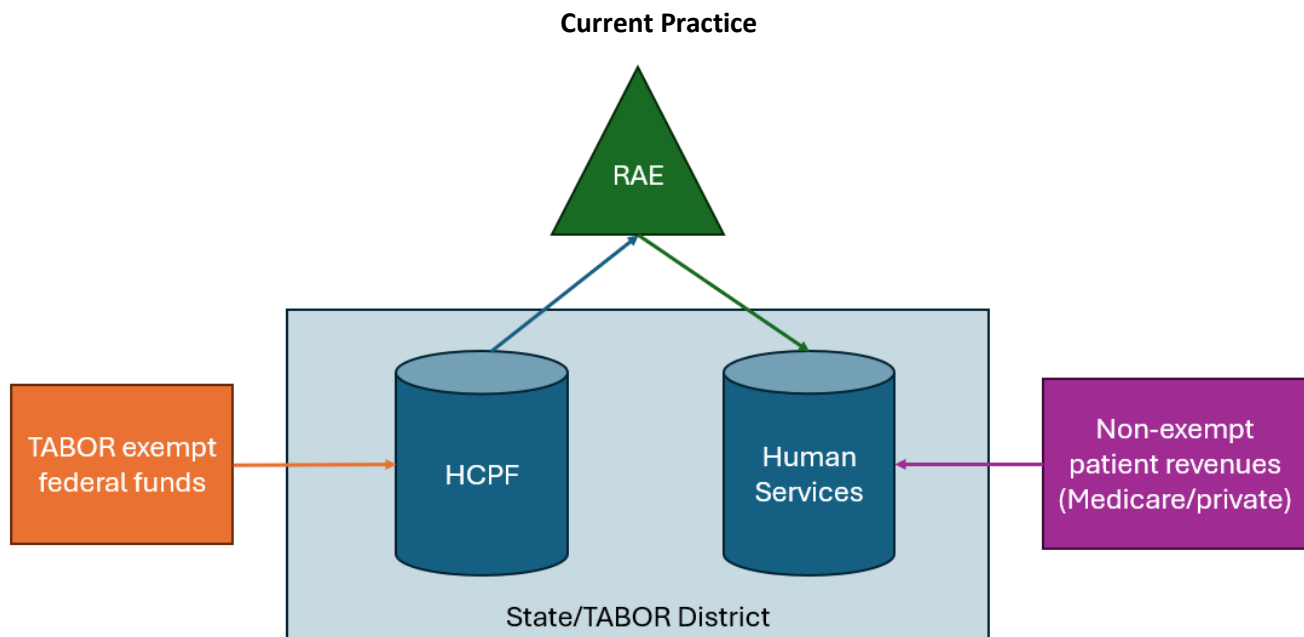 Current Practice
RAE
TABOR exempt
federal funds
HCPF
Human
Services
Non-exempt
patient revenues
(Medicare/private)
State/TABOR District